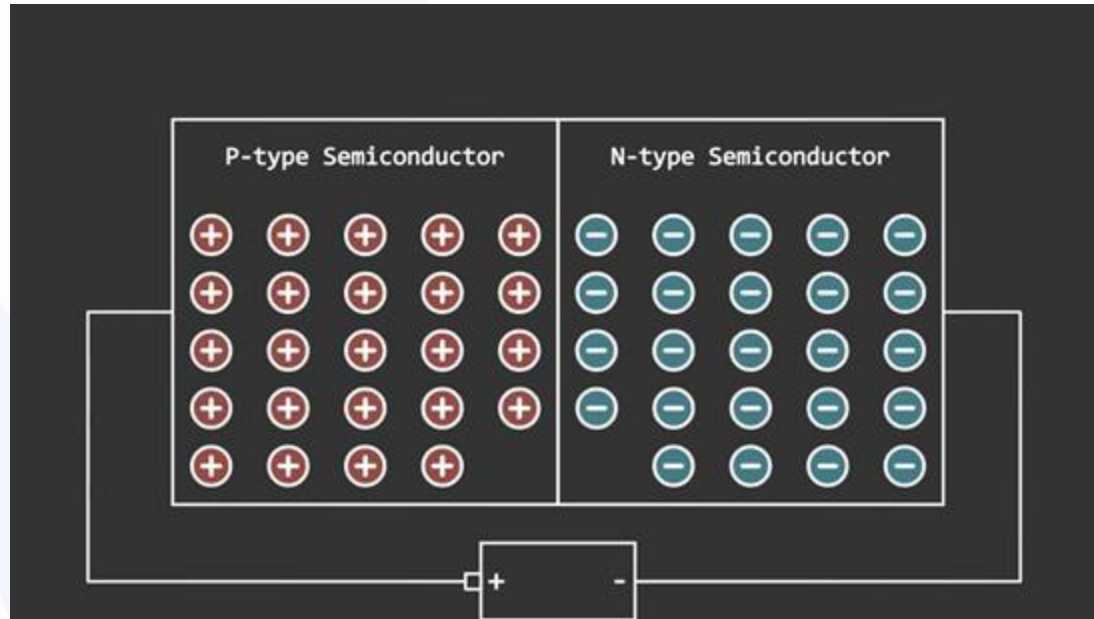 P-type Semiconductor
N-type Semiconductor
+ + + + + - - - - -
+ + + + + - - - - -
+ + + + + - - - - -
+ + + + + - - - - -
+ + + + - - - -
+ -